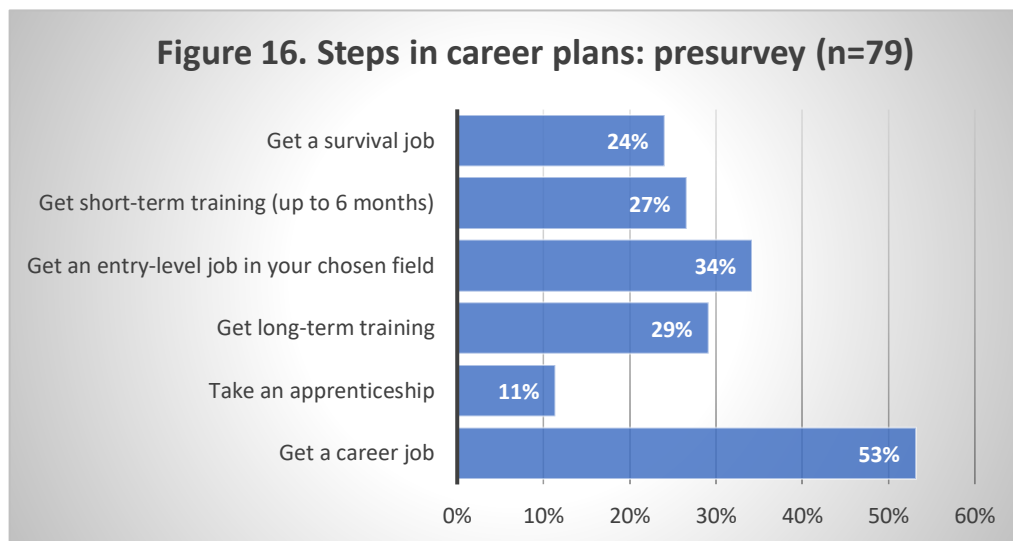 Figure 16. Steps in career plans: presurvey (n=79)
Get a survival job
24%
Get short-term training (up to 6 months)
27%
Get an entry-level job in your chosen field
34%
Get long-term training
29%
Take an apprenticeship
11%
Get a career job
53%
0% 10% 20% 30% 40% 50% 60%